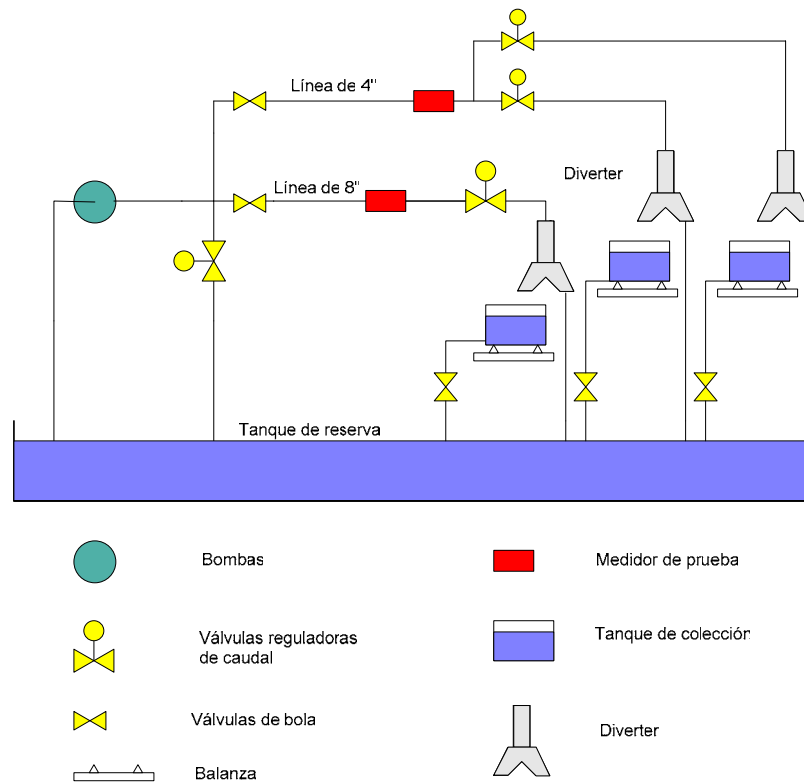 Línea de 4"
Línea de 8"
Diverter
Tanque de reserva
Bombas
Medidor de prueba
Válvulas reguladoras
de caudal
Tanque de colección
Válvulas de bola
Diverter
Balanza